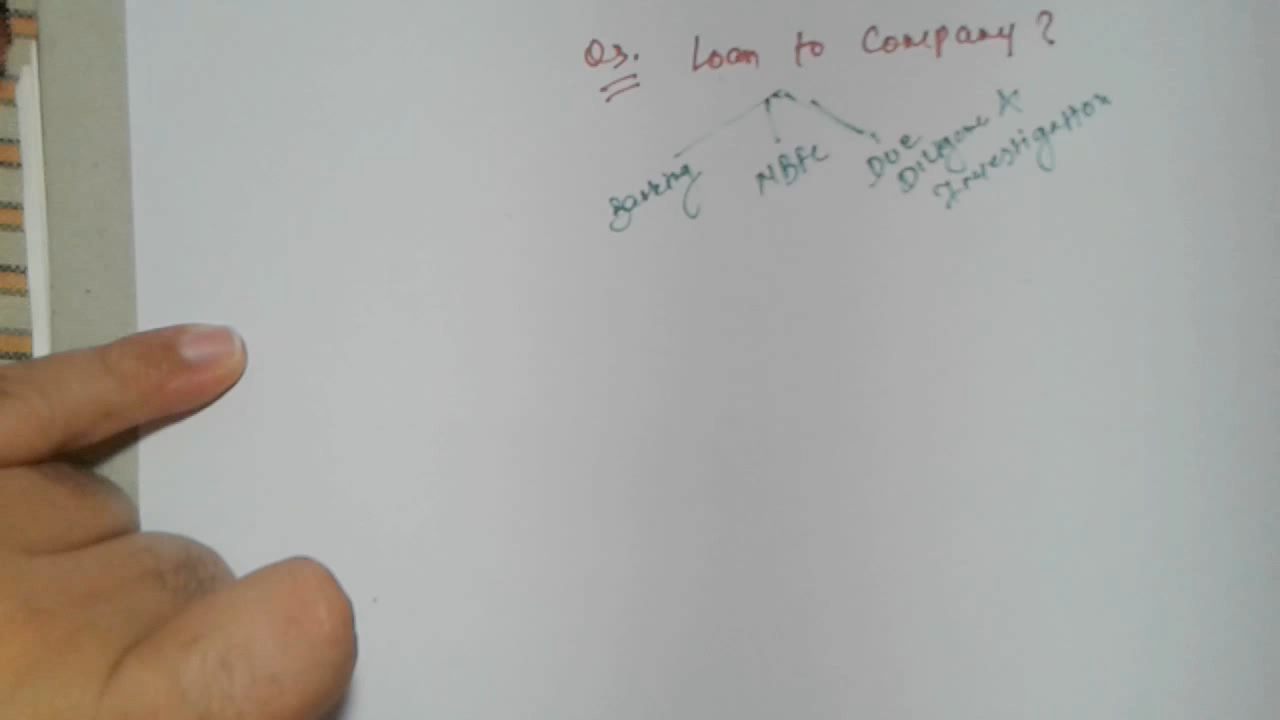 Q3. Loan to Company?
Banking
NBFC
Due
Diligence &
Investigation